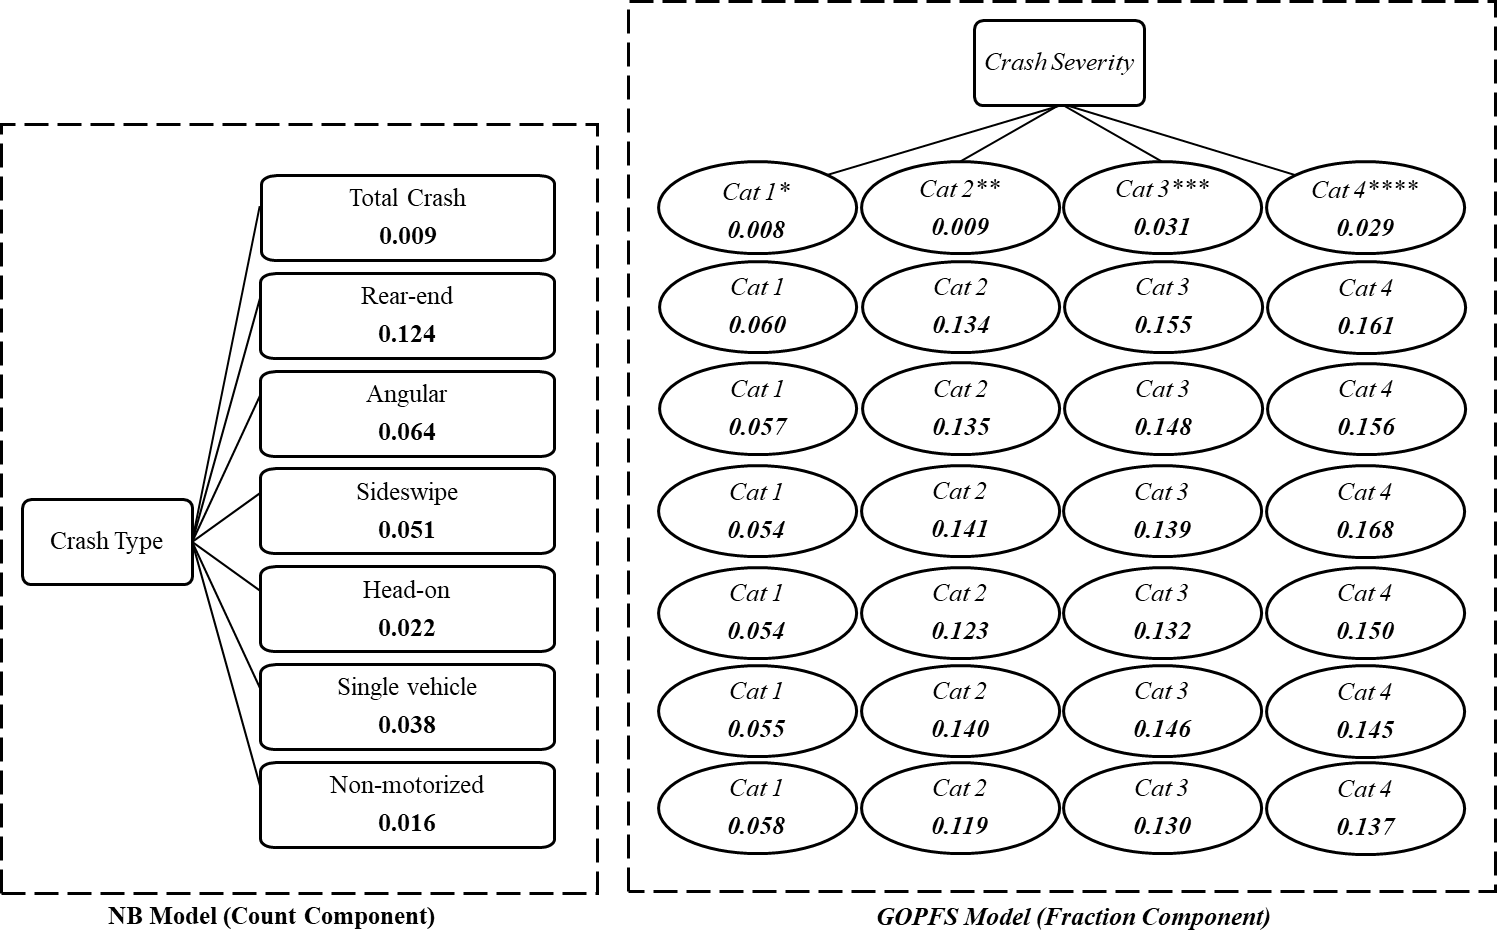 Crash Severity
Total Crash
0.009
Rear-end
0.124
Angular
0.064
Sideswipe
0.051
Crash Type
Head-on
0.022
Single vehicle
0.038
Non-motorized
0.016
NB Model (Count Component)
Cat 1* Cat 2** Cat 3*** Cat 4****
0.008 0.009 0.031 0.029
Cat 1 Cat 2 Cat 3 Cat 4
0.060 0.134 0.155 0.161
Cat 1 Cat 2 Cat 3 Cat 4
0.057 0.135 0.148 0.156
Cat 1 Cat 2 Cat 3 Cat 4
0.054 0.141 0.139 0.168
Cat 1 Cat 2 Cat 3 Cat 4
0.054 0.123 0.132 0.150
Cat 1 Cat 2 Cat 3 Cat 4
0.055 0.140 0.146 0.145
Cat 1 Cat 2 Cat 3 Cat 4
0.058 0.119 0.130 0.137
GOPFS Model (Fraction Component)